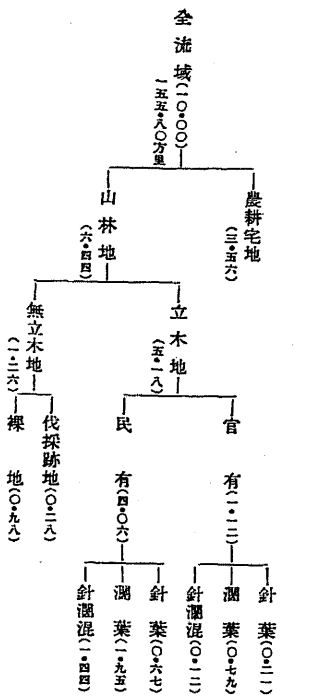 全流域(一〇・〇〇)
一五五・八〇方里
農耕宅地
(三・五六)
山林地
(六・四四)
立木地
(五・一八)
無立木地
(一・二六)
官有(一・一二)
民有(四・〇六)
伐採跡地(〇・二八)
裸地(〇・九八)
針葉(〇・二一)
濶葉(〇・七九)
針濶混(〇・一二)
針葉(〇・六七)
濶葉(一・九五)
針濶混(一・四四)